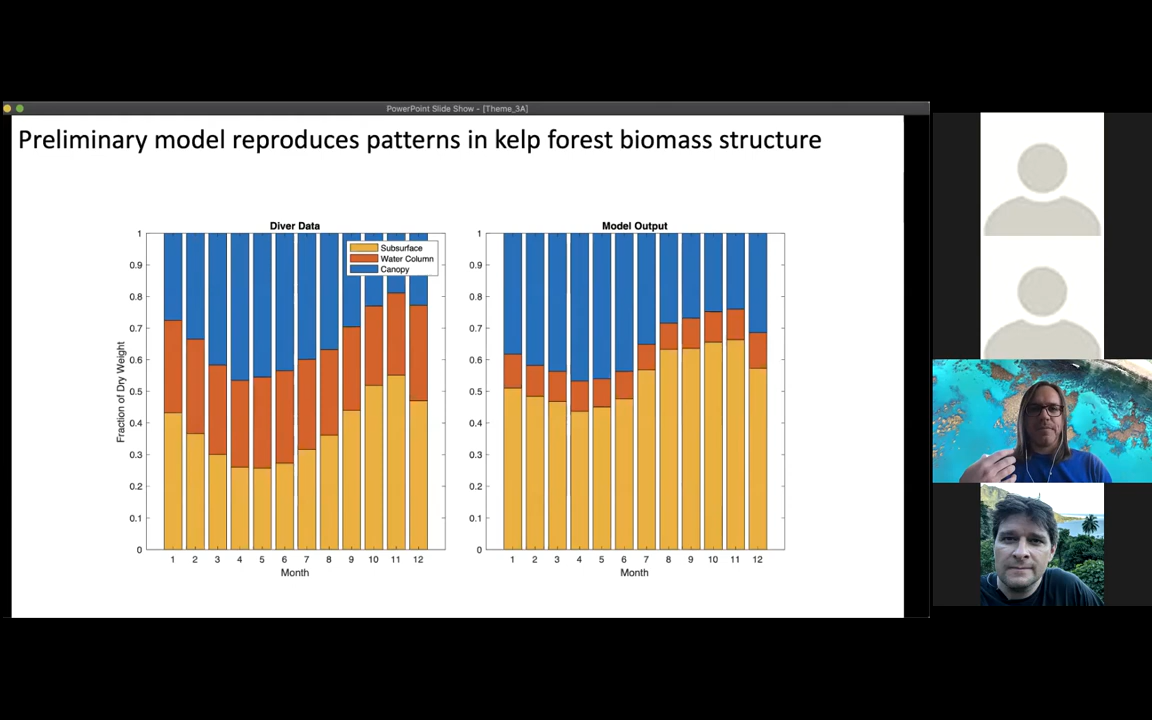 PowerPoint Slide Show - [Theme_3A]
Preliminary model reproduces patterns in kelp forest biomass structure
Diver Data
Subsurface
Water Column
Canopy
1
0.9
0.8
0.7
0.6
0.5
0.4
0.3
0.2
0.1
0
Fraction of Dry Weight
1 2 3 4 5 6 7 8 9 10 11 12
Month
Model Output
1
0.9
0.8
0.7
0.6
0.5
0.4
0.3
0.2
0.1
0
1 2 3 4 5 6 7 8 9 10 11 12
Month